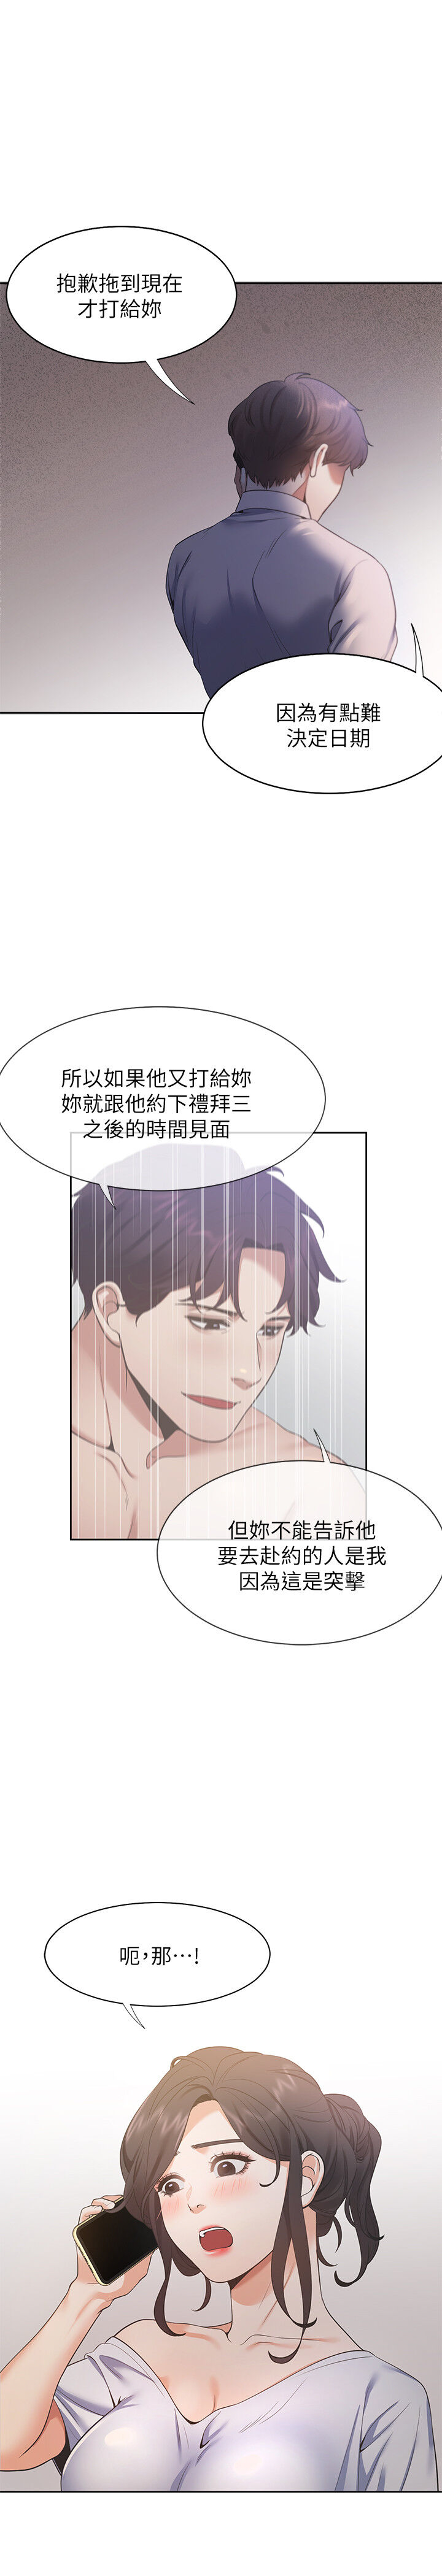 抱歉拖到現在
才打給妳
因為有點難
決定日期
所以如果他又打給妳
妳就跟他約下禮拜三
之後的時間見面
但妳不能告訴他
要去赴約的人是我
因為這是突擊
呃，那⋯!